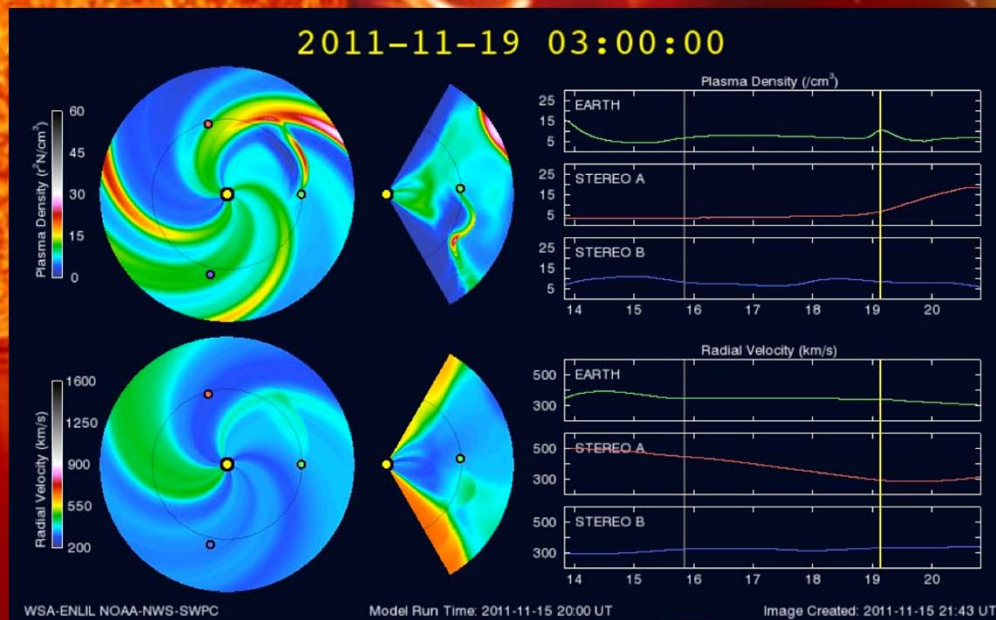 2011-11-19 03:00:00
Plasma Density (r²N/cm³)
60
45
30
15
0
Plasma Density (/cm³)
EARTH
25
15
5
STEREO A
25
15
5
STEREO B
25
15
5
14 15 16 17 18 19 20
Radial Velocity (km/s)
1600
1250
900
550
200
Radial Velocity (km/s)
EARTH
500
300
STEREO A
500
300
STEREO B
500
300
14 15 16 17 18 19 20
WSA-ENLIL NOAA-NWS-SWPC
Model Run Time: 2011-11-15 20:00 UT
Image Created: 2011-11-15 21:43 UT